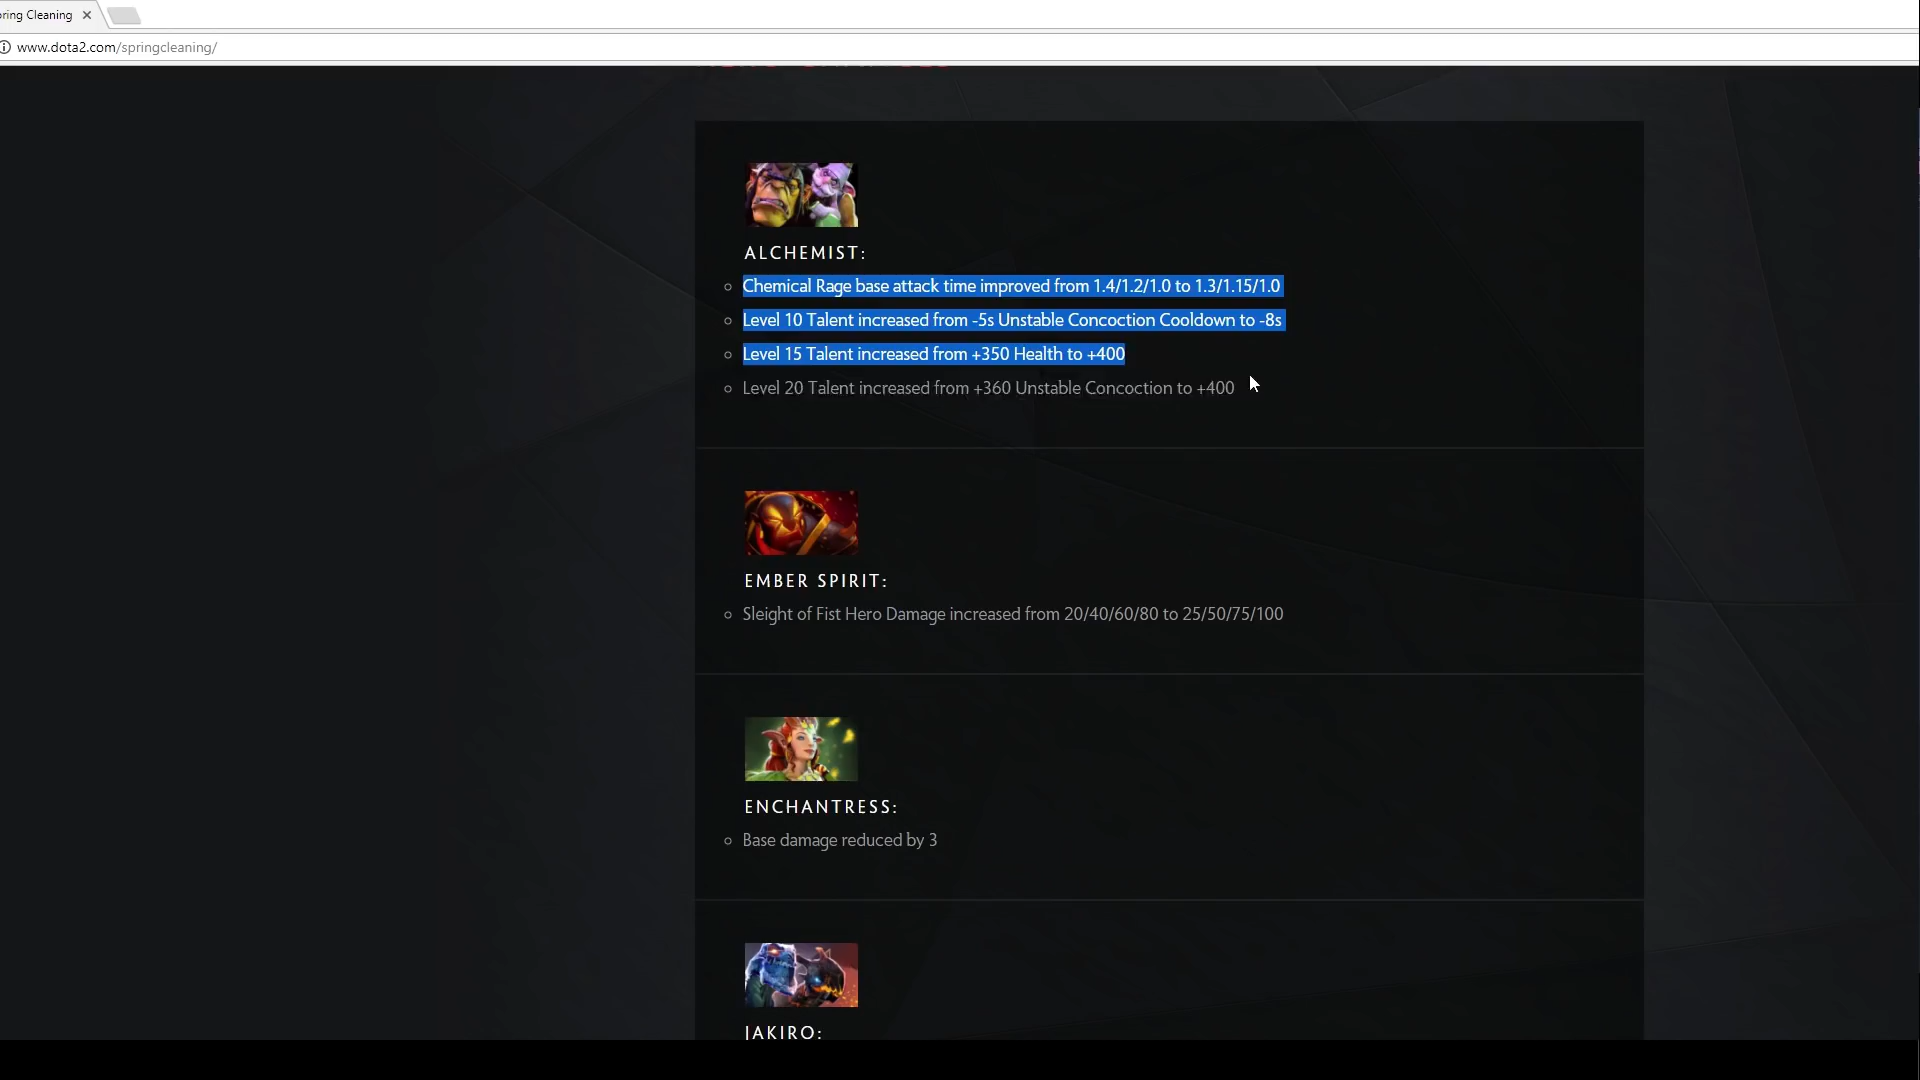 ring Cleaning
www.dota2.com/springcleaning/
ALCHEMIST:
Chemical Rage base attack time improved from 1.4/1.2/1.0 to 1.3/1.15/1.0
Level 10 Talent increased from -5s Unstable Concoction Cooldown to -8s
Level 15 Talent increased from +350 Health to +400
Level 20 Talent increased from +360 Unstable Concoction to +400
EMBER SPIRIT:
Sleight of Fist Hero Damage increased from 20/40/60/80 to 25/50/75/100
ENCHANTRESS:
Base damage reduced by 3
JAKIRO: